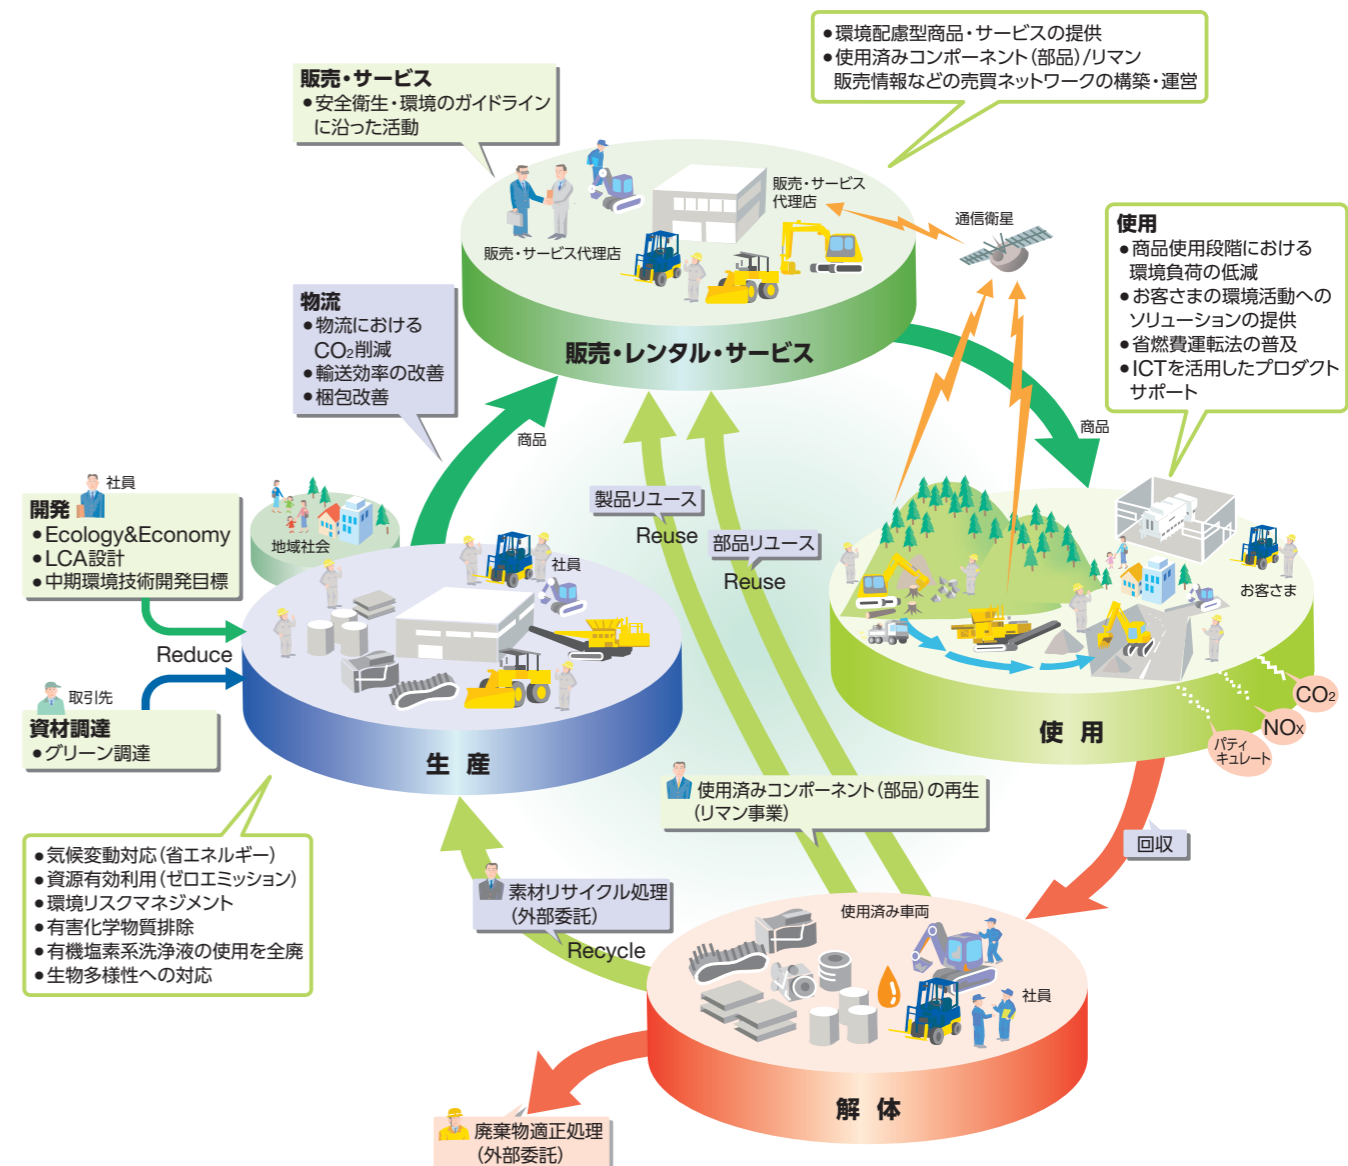 ●環境配慮型商品・サービスの提供
●使用済みコンポーネント（部品）/リマン
販売情報などの売買ネットワークの構築・運営
販売・サービス
●安全衛生・環境のガイドライン
に沿った活動
販売・サービス
代理店
販売・サービス代理店
通信衛星
販売・レンタル・サービス
使用
●商品使用段階における
環境負荷の低減
●お客さまの環境活動への
ソリューションの提供
●省燃費運転法の普及
●ICTを活用したプロダクト
サポート
物流
●物流における
CO₂削減
●輸送効率の改善
●梱包改善
商品
商品
社員
開発
●Ecology&Economy
●LCA設計
●中期環境技術開発目標
地域社会
社員
Reduce
取引先
資材調達
●グリーン調達
生産
製品リユース
Reuse
部品リユース
Reuse
お客さま
使用
CO₂
NOx
パティ
キュレート
●気候変動対応（省エネルギー）
●資源有効利用（ゼロエミッション）
●環境リスクマネジメント
●有害化学物質排除
●有機塩素系洗浄液の使用を全廃
●生物多様性への対応
使用済みコンポーネント（部品）の再生
（リマン事業）
回収
素材リサイクル処理
（外部委託）
Recycle
使用済み車両
社員
解体
廃棄物適正処理
（外部委託）